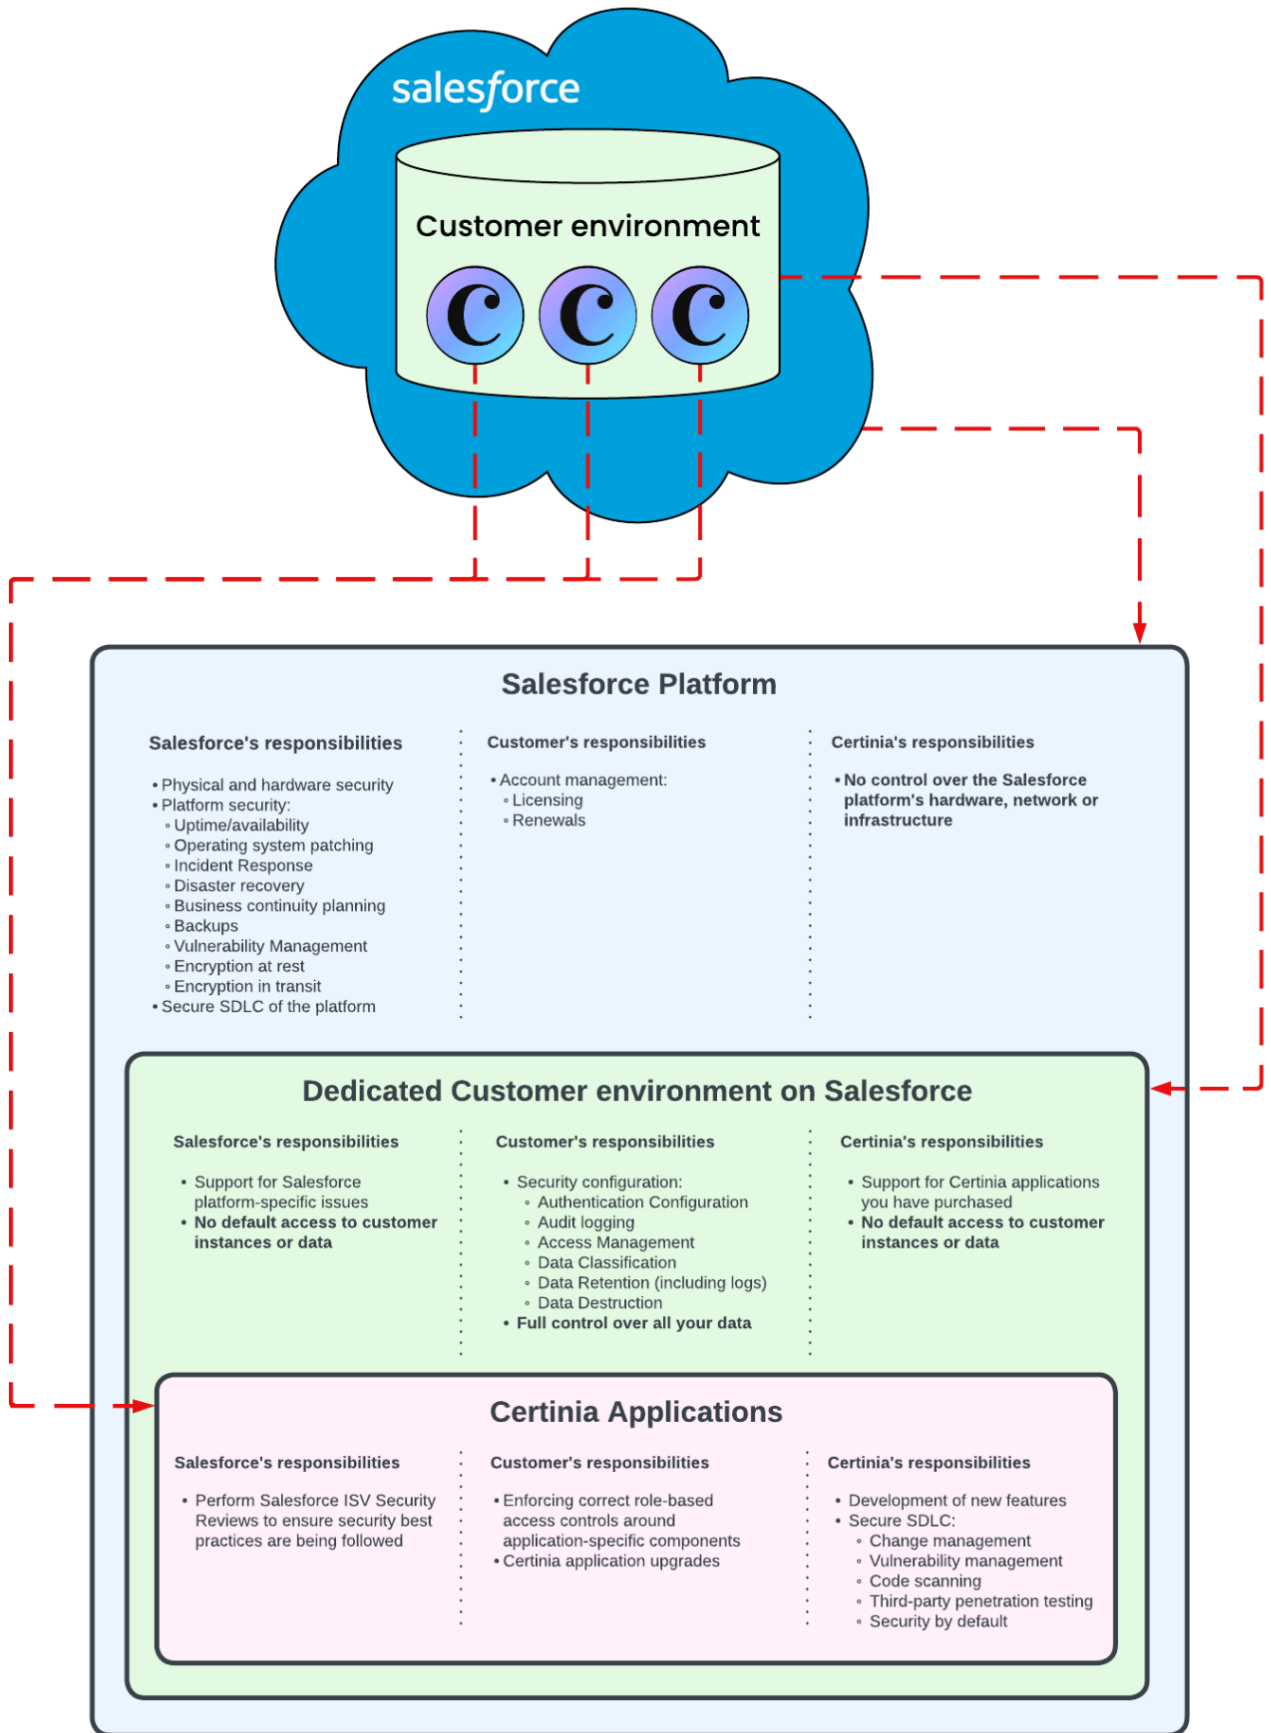 salesforce
Customer environment
C C C
Salesforce Platform
Salesforce's responsibilities
• Physical and hardware security
• Platform security:
◦ Uptime/availability
◦ Operating system patching
◦ Incident Response
◦ Disaster recovery
◦ Business continuity planning
◦ Backups
◦ Vulnerability Management
◦ Encryption at rest
◦ Encryption in transit
• Secure SDLC of the platform
Customer's responsibilities
• Account management:
◦ Licensing
◦ Renewals
Certinia's responsibilities
• No control over the Salesforce
platform's hardware, network or
infrastructure
Dedicated Customer environment on Salesforce
Salesforce's responsibilities
• Support for Salesforce
platform-specific issues
• No default access to customer
instances or data
Customer's responsibilities
• Security configuration:
◦ Authentication Configuration
◦ Audit logging
◦ Access Management
◦ Data Classification
◦ Data Retention (including logs)
◦ Data Destruction
• Full control over all your data
Certinia's responsibilities
• Support for Certinia applications
you have purchased
• No default access to customer
instances or data
Certinia Applications
Salesforce's responsibilities
• Perform Salesforce ISV Security
Reviews to ensure security best
practices are being followed
Customer's responsibilities
• Enforcing correct role-based
access controls around
application-specific components
• Certinia application upgrades
Certinia's responsibilities
• Development of new features
• Secure SDLC:
◦ Change management
◦ Vulnerability management
◦ Code scanning
◦ Third-party penetration testing
◦ Security by default